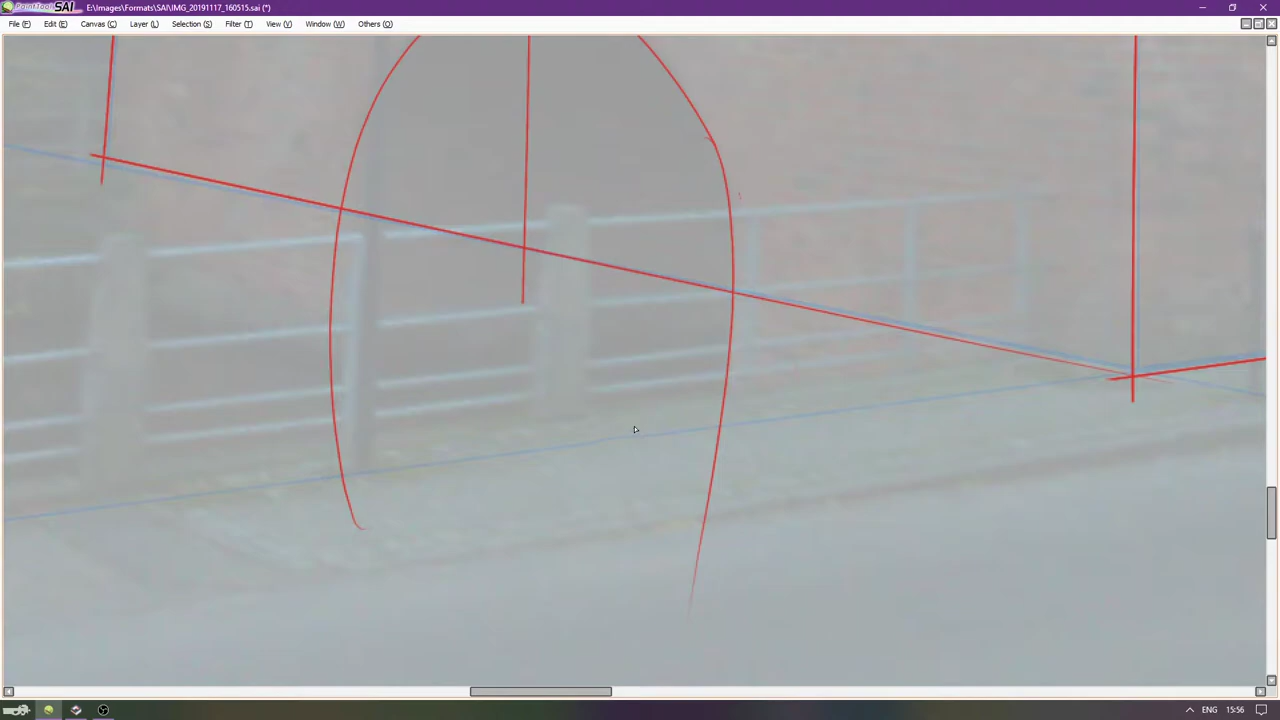 PaintTool SAI E:\Images\Formats\SAI\IMG_20191117_160515.sai (*)
File (F) Edit (E) Canvas (C) Layer (L) Selection (S) Filter (T) View (V) Window (W) Others (O)
ENG 15:56